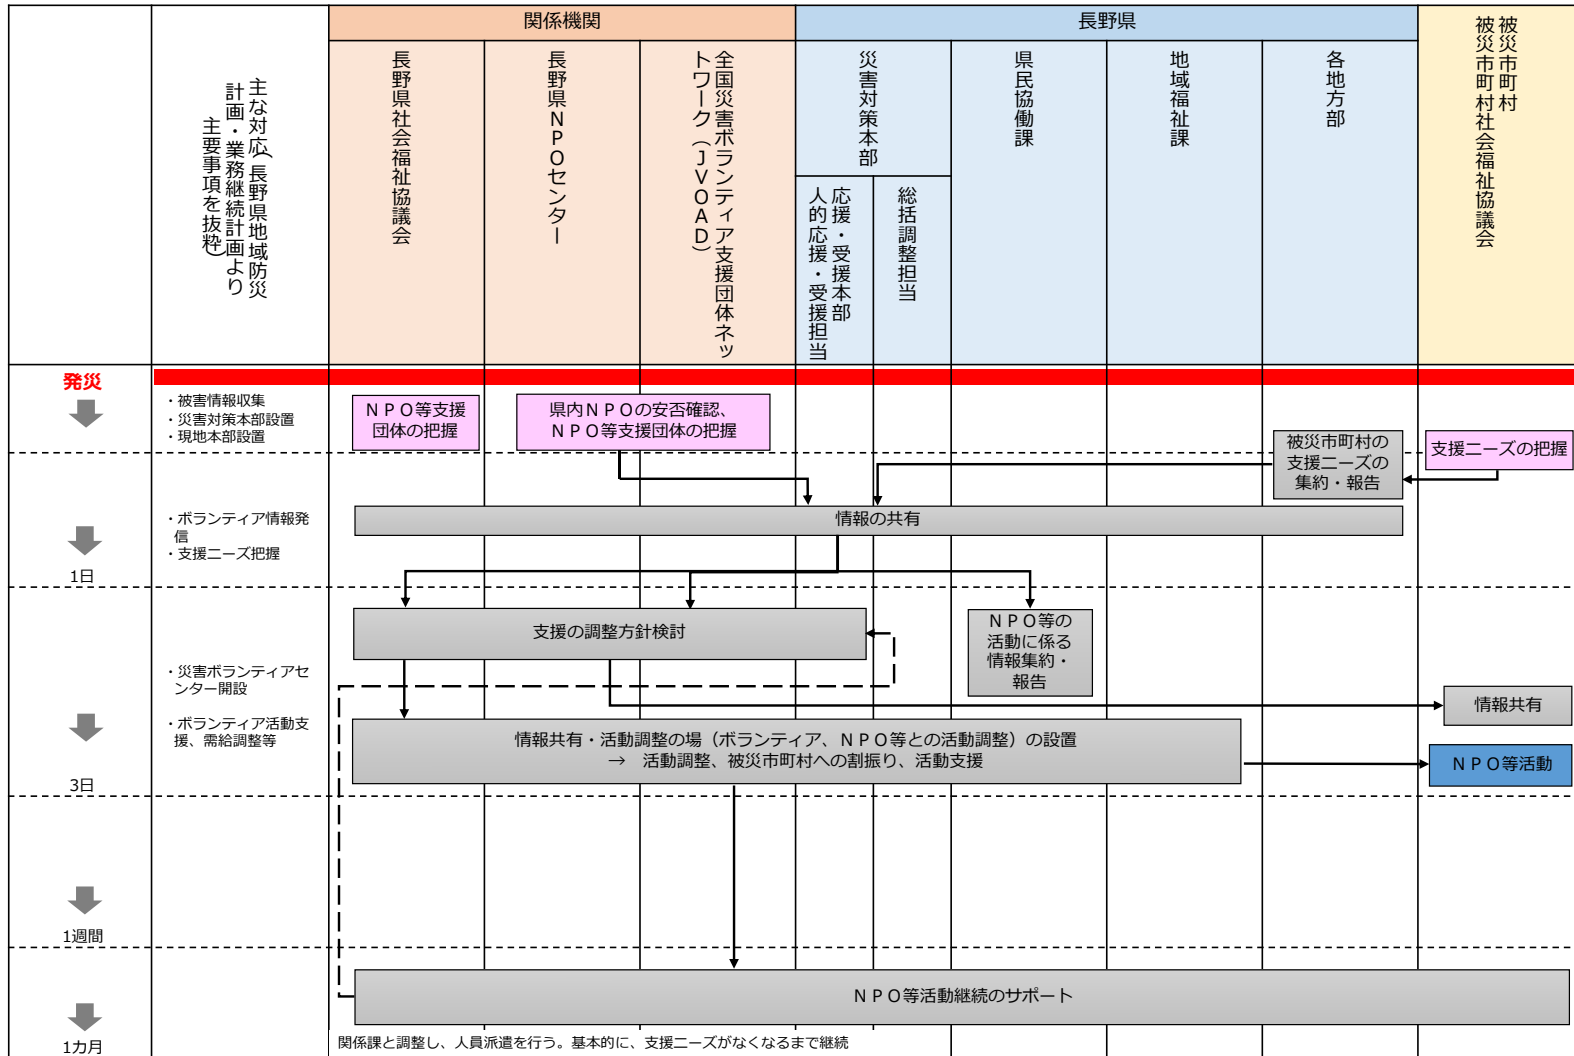 関係機関
長野県
主な対応(長野県地域防災
計画・業務継続計画より
主要事項を抜粋)
長野県社会福祉協議会
長野県ＮＰＯセンター
全国災害ボランティア支援団体ネッ
トワーク（ＪＶＯＡＤ）
災害対策本部
応援・受援本部
人的応援・受援担当
総括調整担当
県民協働課
地域福祉課
各地方部
被災市町村
被災市町村社会福祉協議会
発災
・被害情報収集
・災害対策本部設置
・現地本部設置
ＮＰＯ等支援
団体の把握
県内ＮＰＯの安否確認、
ＮＰＯ等支援団体の把握
被災市町村の
支援ニーズの
集約・報告
支援ニーズの把握
・ボランティア情報発
信
・支援ニーズ把握
情報の共有
1日
支援の調整方針検討
ＮＰＯ等の
活動に係る
情報集約・
報告
・災害ボランティアセ
ンター開設
・ボランティア活動支
援、需給調整等
情報共有
情報共有・活動調整の場（ボランティア、ＮＰＯ等との活動調整）の設置
→　活動調整、被災市町村への割振り、活動支援
ＮＰＯ等活動
3日
1週間
ＮＰＯ等活動継続のサポート
1カ月
関係課と調整し、人員派遣を行う。基本的に、支援ニーズがなくなるまで継続